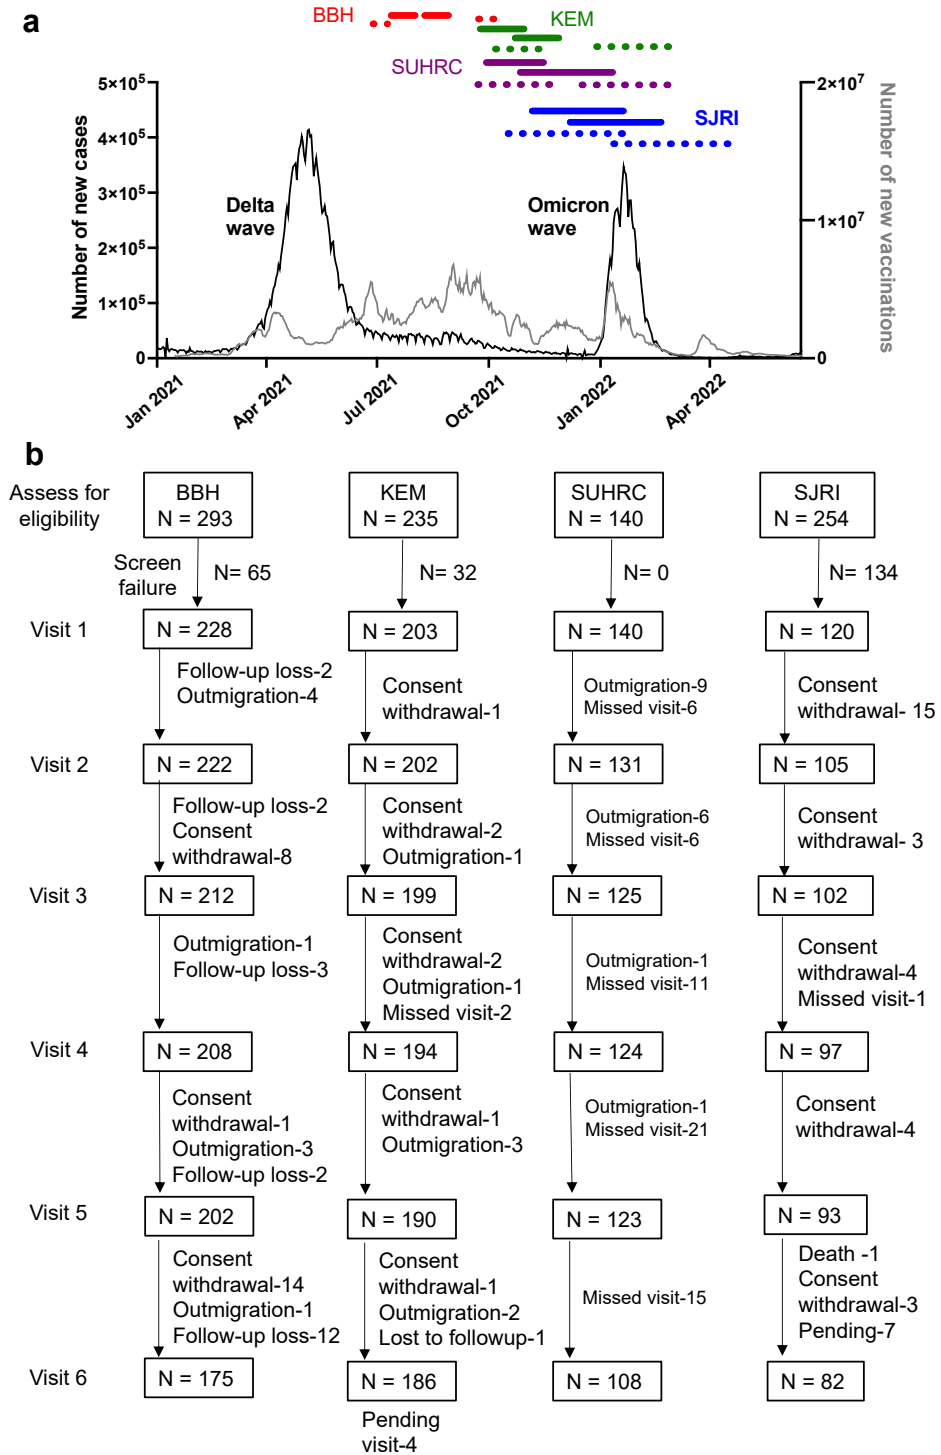 a
BBH
KEM
SUHRC
SJRI
5×10⁵
4×10⁵
3×10⁵
2×10⁵
1×10⁵
0
Number of new cases
2×10⁷
1×10⁷
0
Number of new vaccinations
Delta
wave
Omicron
wave
Jan 2021
Apr 2021
Jul 2021
Oct 2021
Jan 2022
Apr 2022
b
Assess for
eligibility
BBH
N = 293
KEM
N = 235
SUHRC
N = 140
SJRI
N = 254
Screen
failure
N= 65
N= 32
N= 0
N= 134
Visit 1
N = 228
N = 203
N = 140
N = 120
Follow-up loss-2
Outmigration-4
Consent
withdrawal-1
Outmigration-9
Missed visit-6
Consent
withdrawal- 15
Visit 2
N = 222
N = 202
N = 131
N = 105
Follow-up loss-2
Consent
withdrawal-8
Consent
withdrawal-2
Outmigration-1
Outmigration-6
Missed visit-6
Consent
withdrawal- 3
Visit 3
N = 212
N = 199
N = 125
N = 102
Outmigration-1
Follow-up loss-3
Consent
withdrawal-2
Outmigration-1
Missed visit-2
Outmigration-1
Missed visit-11
Consent
withdrawal-4
Missed visit-1
Visit 4
N = 208
N = 194
N = 124
N = 97
Consent
withdrawal-1
Outmigration-3
Follow-up loss-2
Consent
withdrawal-1
Outmigration-3
Outmigration-1
Missed visit-21
Consent
withdrawal-4
Visit 5
N = 202
N = 190
N = 123
N = 93
Consent
withdrawal-14
Outmigration-1
Follow-up loss-12
Consent
withdrawal-1
Outmigration-2
Lost to followup-1
Missed visit-15
Death -1
Consent
withdrawal-3
Pending-7
Visit 6
N = 175
N = 186
N = 108
N = 82
Pending
visit-4